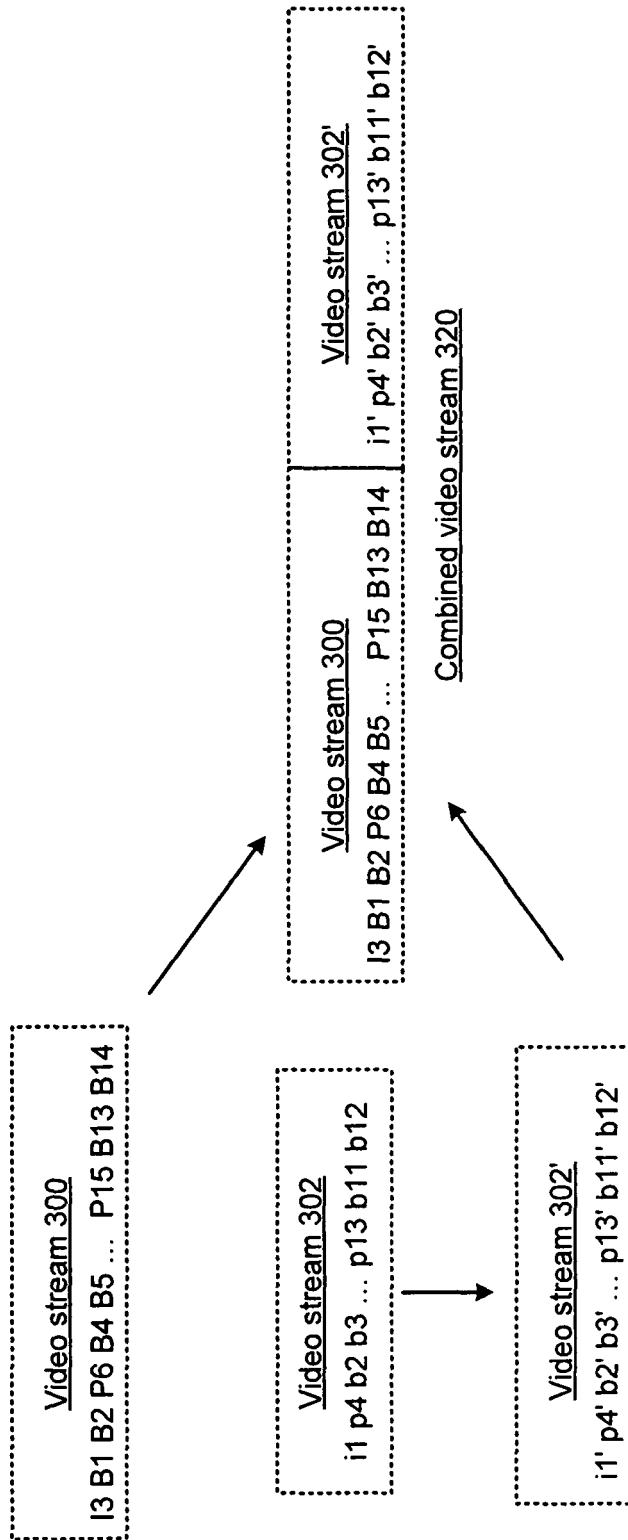 Video stream 300
I3 B1 B2 P6 B4 B5 ... P15 B13 B14
Video stream 302
i1 p4 b2 b3 ... p13 b11 b12
Video stream 302'
i1' p4' b2' b3' ... p13' b11' b12'
Video stream 300
I3 B1 B2 P6 B4 B5 ... P15 B13 B14
Video stream 302'
i1' p4' b2' b3' ... p13' b11' b12'
Combined video stream 320